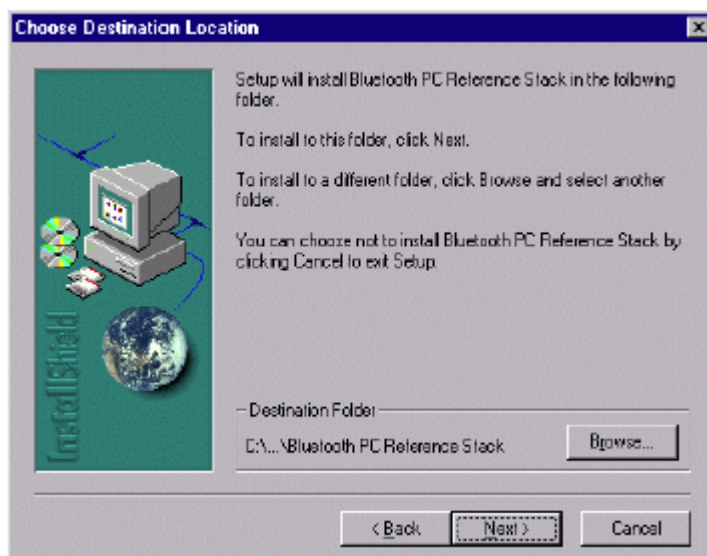 Choose Destination Location
Setup will install Bluetooth PC Reference Stack in the following
folder.
To install to this folder, click Next.
To install to a different folder, click Browse and select another
folder.
You can choose not to install Bluetooth PC Reference Stack by
clicking Cancel to exit Setup.
InstallShield
Destination Folder
C:\...\Bluetooth PC Reference Stack
Browse...
< Back
Next >
Cancel